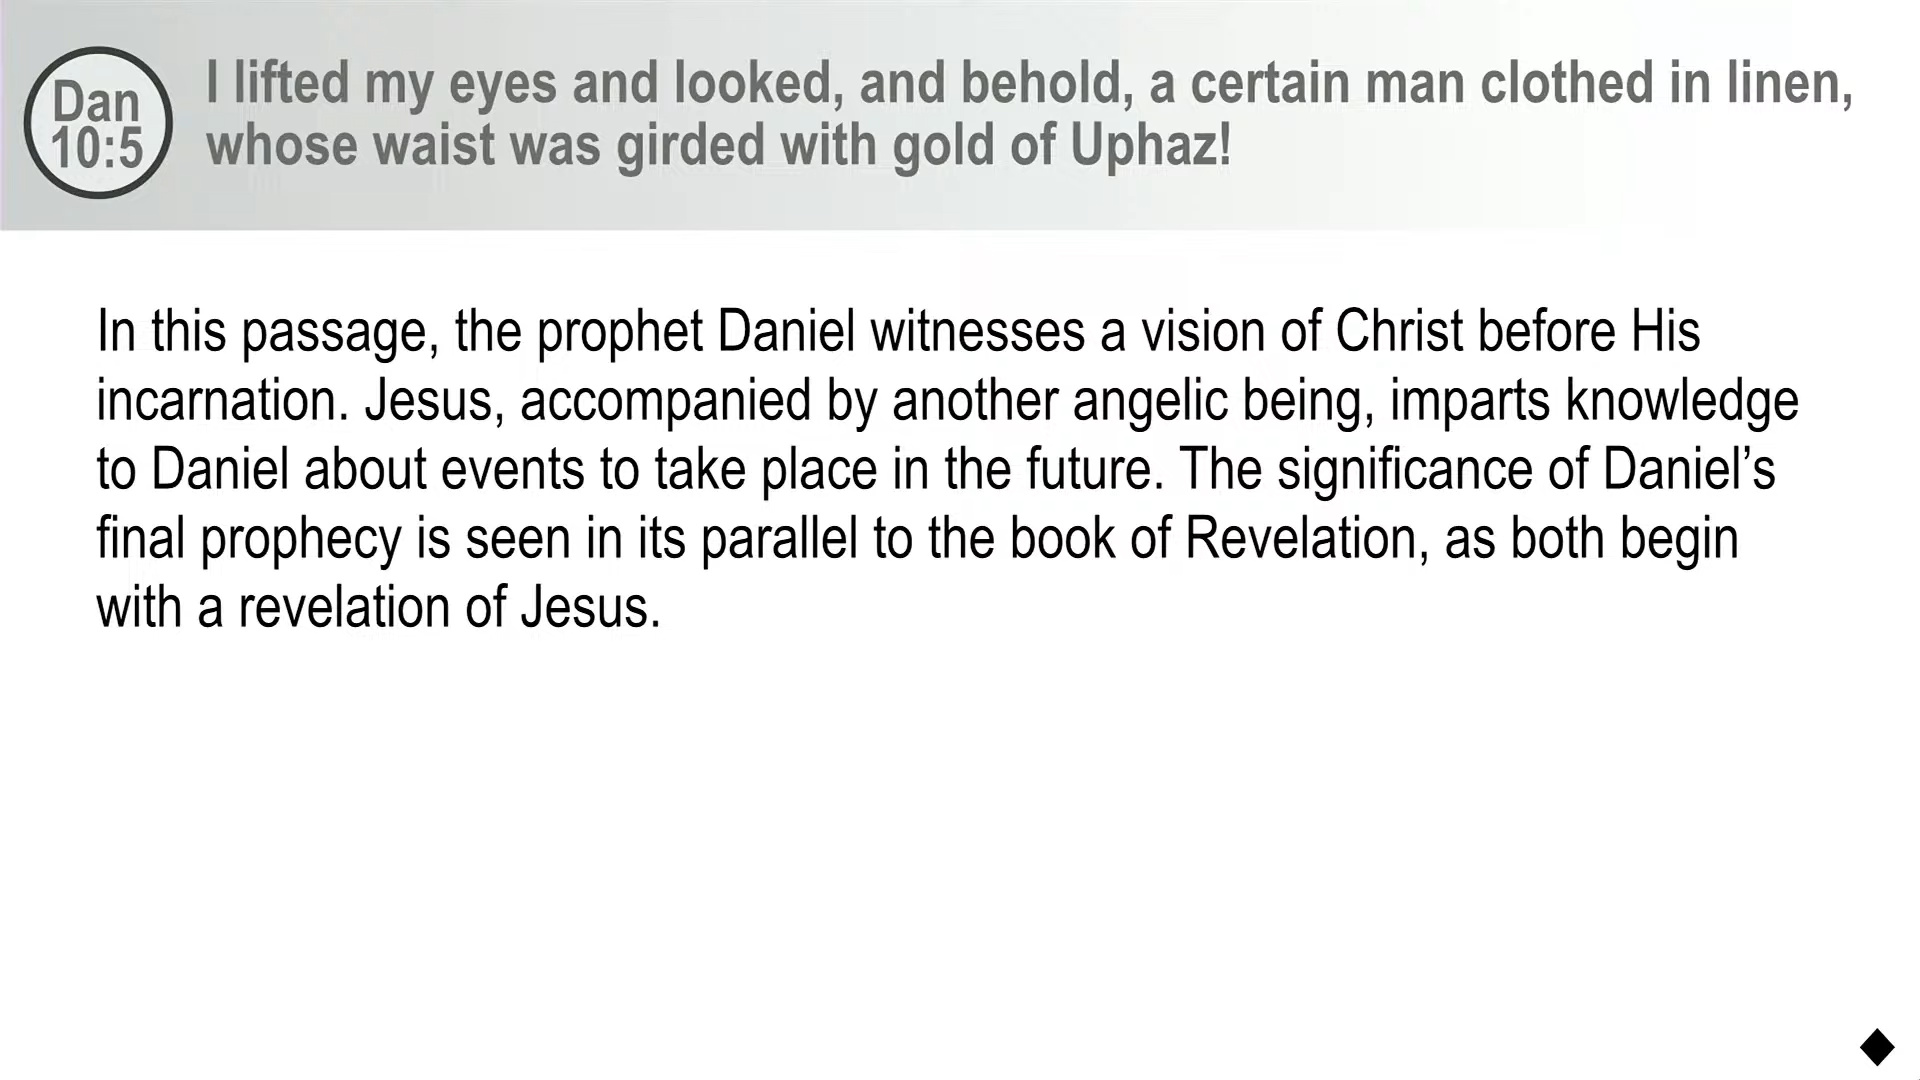 Dan
10:5
I lifted my eyes and looked, and behold, a certain man clothed in linen,
whose waist was girded with gold of Uphaz!
In this passage, the prophet Daniel witnesses a vision of Christ before His
incarnation. Jesus, accompanied by another angelic being, imparts knowledge
to Daniel about events to take place in the future. The significance of Daniel’s
final prophecy is seen in its parallel to the book of Revelation, as both begin
with a revelation of Jesus.